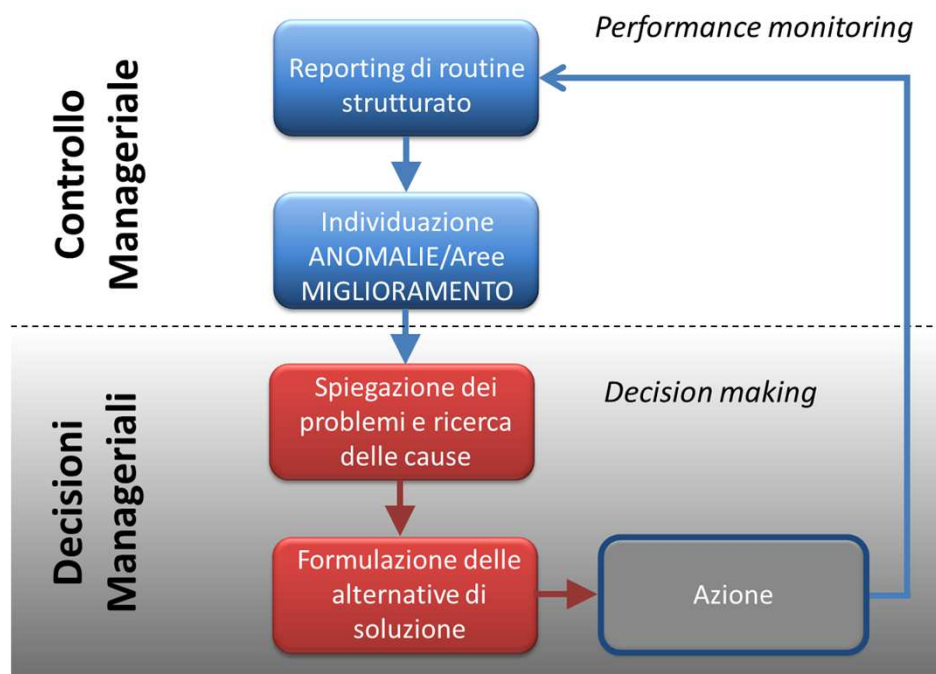 Controllo
Manageriale
Performance monitoring
Reporting di routine
strutturato
Individuazione
ANOMALIE/Aree
MIGLIORAMENTO
Decisioni
Manageriali
Decision making
Spiegazione dei
problemi e ricerca
delle cause
Formulazione delle
alternative di
soluzione
Azione